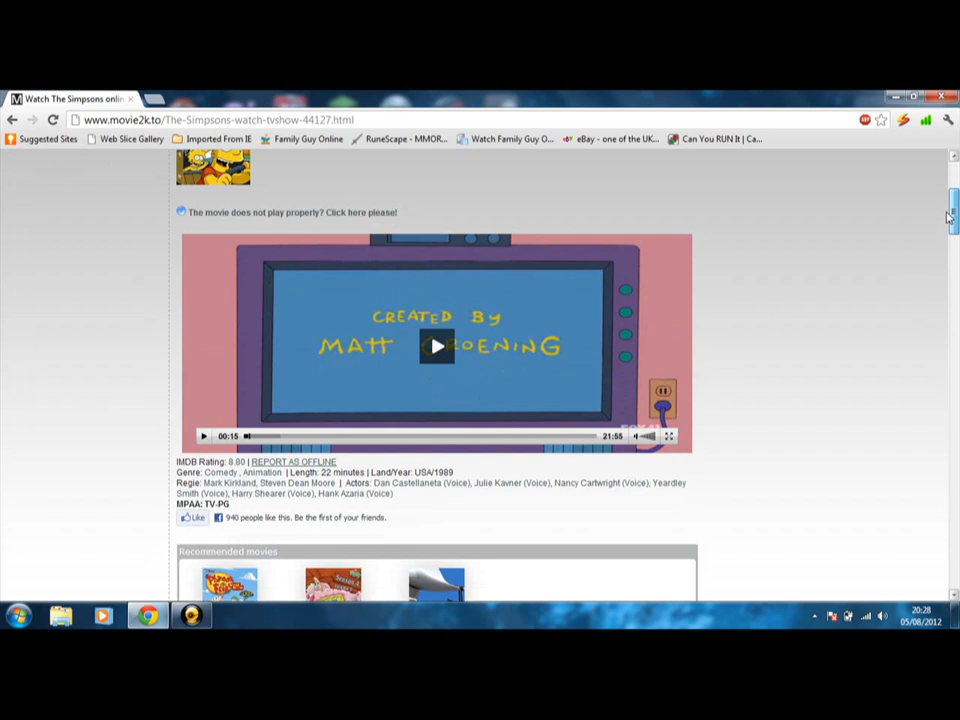 Watch The Simpsons onlin
www.movie2k.to/The-Simpsons-watch-tvshow-44127.html
Suggested Sites Web Slice Gallery Imported From IE Family Guy Online RuneScape - MMOR... Watch Family Guy O... eBay - one of the UK... Can You RUN It | Ca...
The movie does not play properly? Click here please!
CREATED BY
MATT GROENING
00:15 21:55
IMDB Rating: 8.80 | REPORT AS OFFLINE
Genre: Comedy , Animation | Length: 22 minutes | Land/Year: USA/1989
Regie: Mark Kirkland, Steven Dean Moore | Actors: Dan Castellaneta (Voice), Julie Kavner (Voice), Nancy Cartwright (Voice), Yeardley
Smith (Voice), Harry Shearer (Voice), Hank Azaria (Voice)
MPAA: TV-PG
Like 940 people like this. Be the first of your friends.
Recommended movies
20:28
05/08/2012